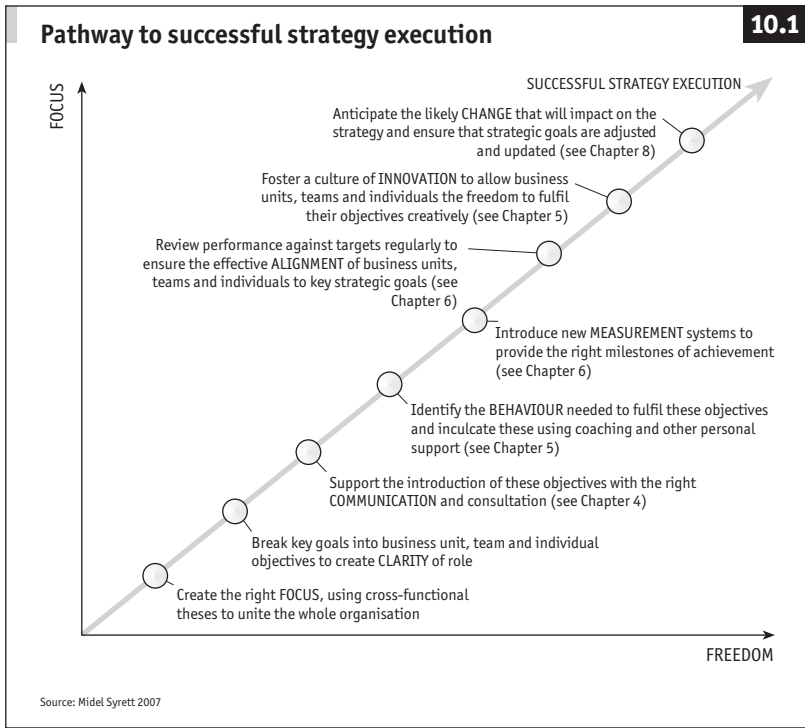 Pathway to successful strategy execution
10.1
FOCUS
SUCCESSFUL STRATEGY EXECUTION
Anticipate the likely CHANGE that will impact on the
strategy and ensure that strategic goals are adjusted
and updated (see Chapter 8)
Foster a culture of INNOVATION to allow business
units, teams and individuals the freedom to fulfil
their objectives creatively (see Chapter 5)
Review performance against targets regularly to
ensure the effective ALIGNMENT of business units,
teams and individuals to key strategic goals (see
Chapter 6)
Introduce new MEASUREMENT systems to
provide the right milestones of achievement
(see Chapter 6)
Identify the BEHAVIOUR needed to fulfil these objectives
and inculcate these using coaching and other personal
support (see Chapter 5)
Support the introduction of these objectives with the right
COMMUNICATION and consultation (see Chapter 4)
Break key goals into business unit, team and individual
objectives to create CLARITY of role
Create the right FOCUS, using cross-functional
theses to unite the whole organisation
FREEDOM
Source: Midel Syrett 2007